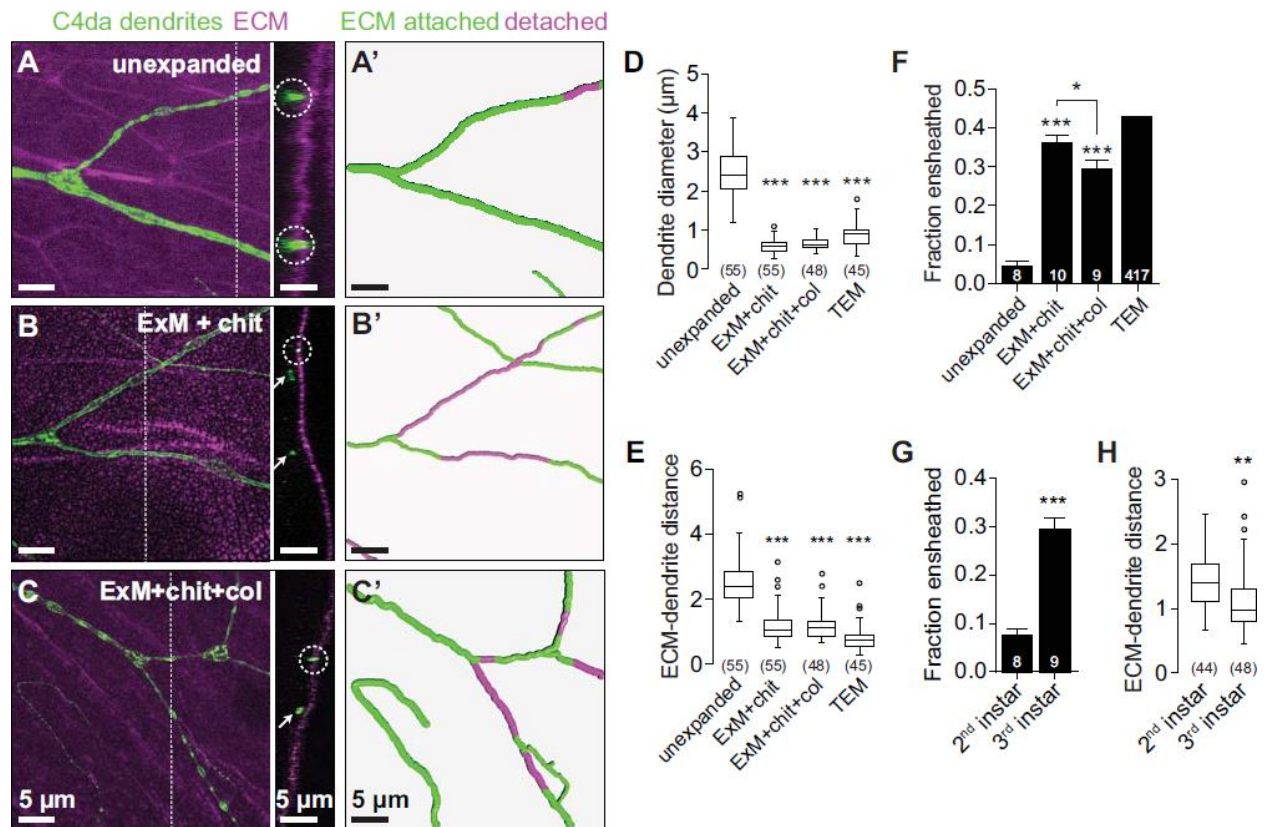 C4da dendrites ECM
ECM attached detached
A
unexpanded
A'
B
ExM + chit
B'
C
ExM+chit+col
5 µm
5 µm
C'
5 µm
D
Dendrite diameter (µm)
5
4
3
2
1
0
***
***
***
(55)
(55)
(48)
(45)
unexpanded
ExM+chit
ExM+chit+col
TEM
E
ECM-dendrite distance
6
4
2
0
***
***
***
(55)
(55)
(48)
(45)
unexpanded
ExM+chit
ExM+chit+col
TEM
F
Fraction ensheathed
0.5
0.4
0.3
0.2
0.1
0.0
*
***
***
8
10
9
417
unexpanded
ExM+chit
ExM+chit+col
TEM
G
Fraction ensheathed
0.4
0.3
0.2
0.1
0.0
***
8
9
2nd instar
3rd instar
H
ECM-dendrite distance
3
2
1
0
**
(44)
(48)
2nd instar
3rd instar